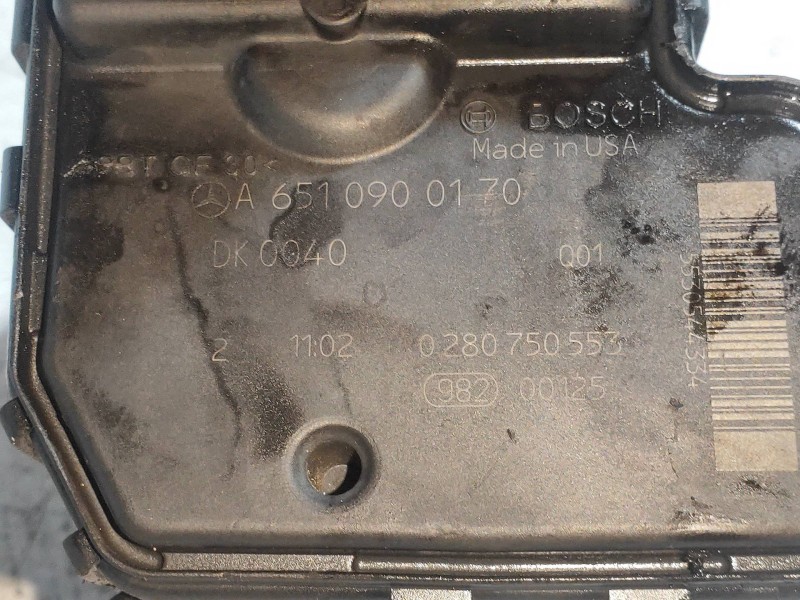 BOSCH
Made in USA
A 651 090 01 70
DK 0040 Q01
2 11:02 0 280 750 553
982 00125